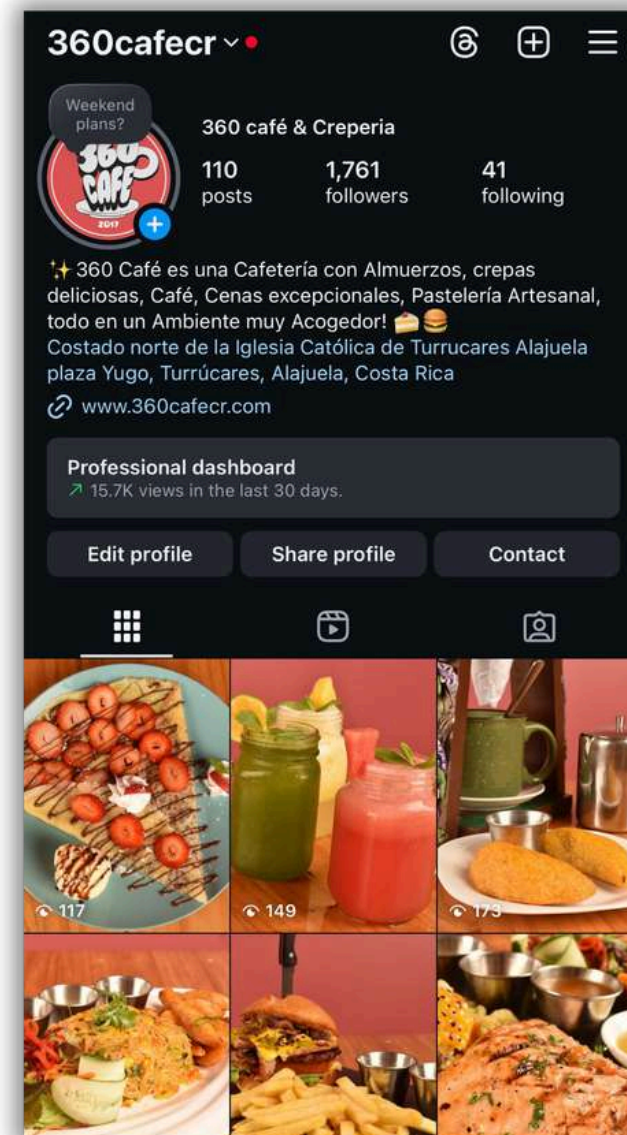 360cafecr
Weekend
plans?
360
CAFE
2017
360 café & Creperia
110
posts
1,761
followers
41
following
✨ 360 Café es una Cafetería con Almuerzos, crepas
deliciosas, Café, Cenas excepcionales, Pastelería Artesanal,
todo en un Ambiente muy Acogedor! 🍰🍔
Costado norte de la Iglesia Católica de Turrucares Alajuela
plaza Yugo, Turrúcares, Alajuela, Costa Rica
www.360cafecr.com
Professional dashboard
15.7K views in the last 30 days.
Edit profile
Share profile
Contact
117
149
173